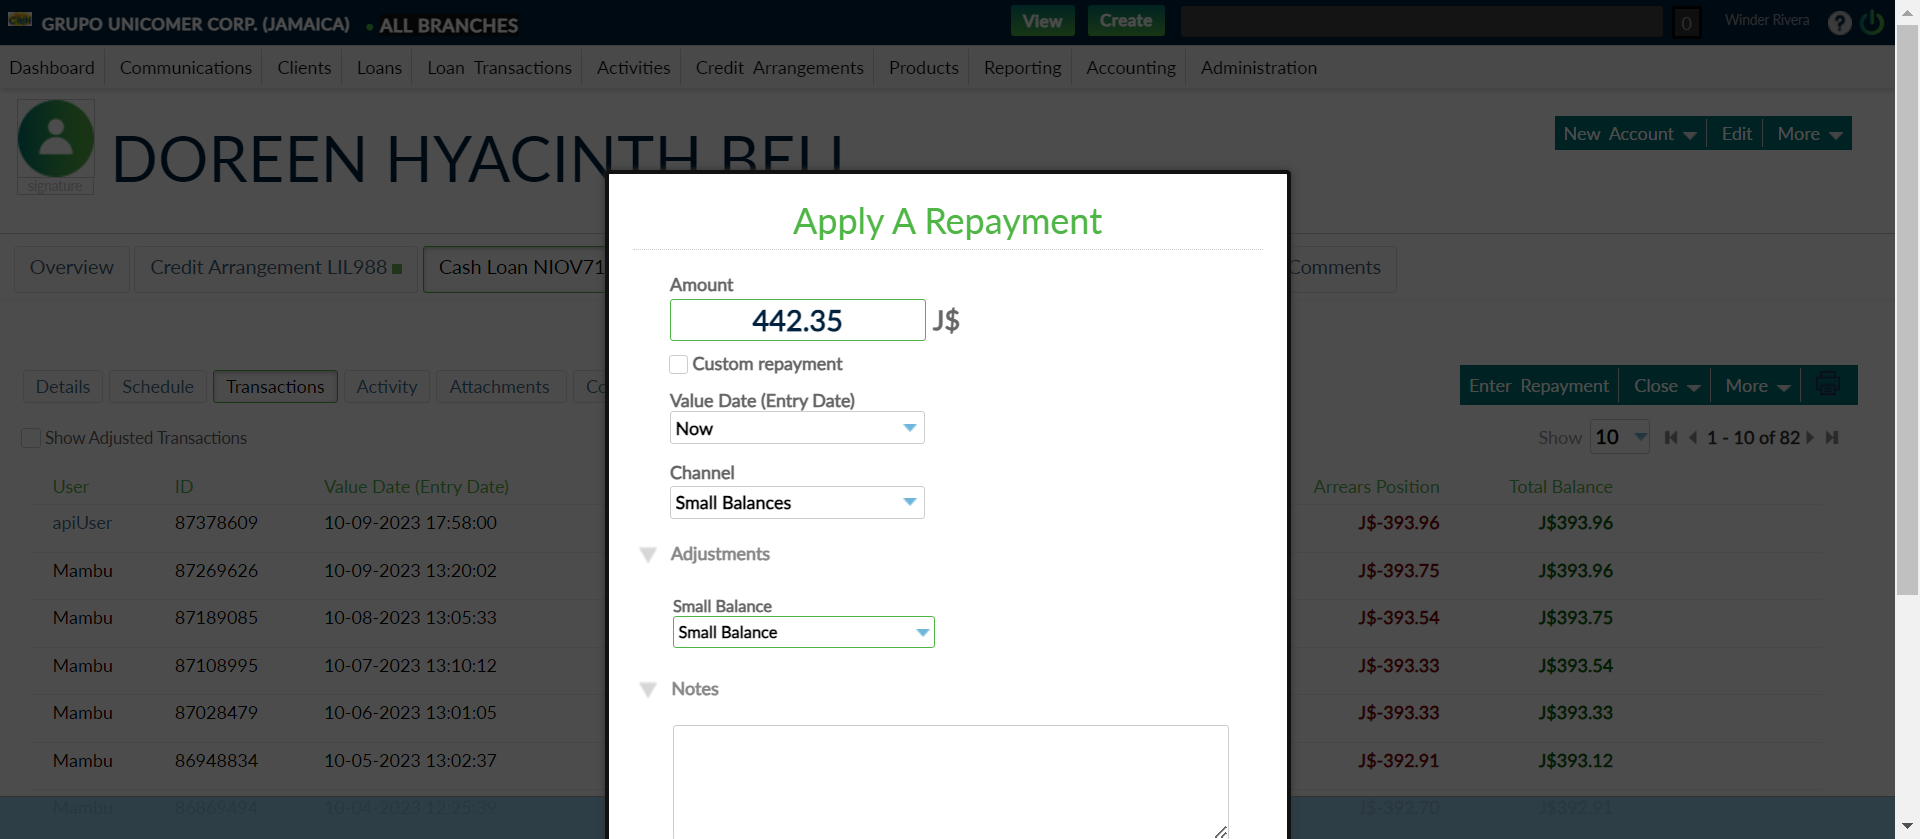 GRUPO UNICOMER CORP. (JAMAICA) ALL BRANCHES View Create 0 Winder Rivera ?
Dashboard Communications Clients Loans Loan Transactions Activities Credit Arrangements Products Reporting Accounting Administration
signature
DOREEN HYACINTH BELL
New Account Edit More
Apply A Repayment
Overview Credit Arrangement LIL988 Cash Loan NIOV71 Comments
Amount
442.35 J$
Custom repayment
Details Schedule Transactions Activity Attachments Co Enter Repayment Close More
Value Date (Entry Date)
Now
Show Adjusted Transactions Show 10 1 - 10 of 82
Channel
Small Balances
User ID Value Date (Entry Date) Arrears Position Total Balance
apiUser 87378609 10-09-2023 17:58:00 J$-393.96 J$393.96
Adjustments
Mambu 87269626 10-09-2023 13:20:02 J$-393.75 J$393.96
Small Balance
Small Balance
Mambu 87189085 10-08-2023 13:05:33 J$-393.54 J$393.75
Mambu 87108995 10-07-2023 13:10:12 J$-393.33 J$393.54
Notes
Mambu 87028479 10-06-2023 13:01:05 J$-393.33 J$393.33
Mambu 86948834 10-05-2023 13:02:37 J$-392.91 J$393.12
Mambu 86869494 10-04-2023 12:25:39 J$-392.70 J$392.91